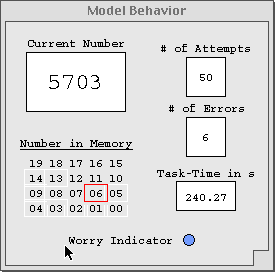 Model Behavior
Current Number
5703
# of Attempts
50
# of Errors
6
Number in Memory
19 18 17 16 15
14 13 12 11 10
09 08 07 06 05
04 03 02 01 00
Task-Time in s
240.27
Worry Indicator